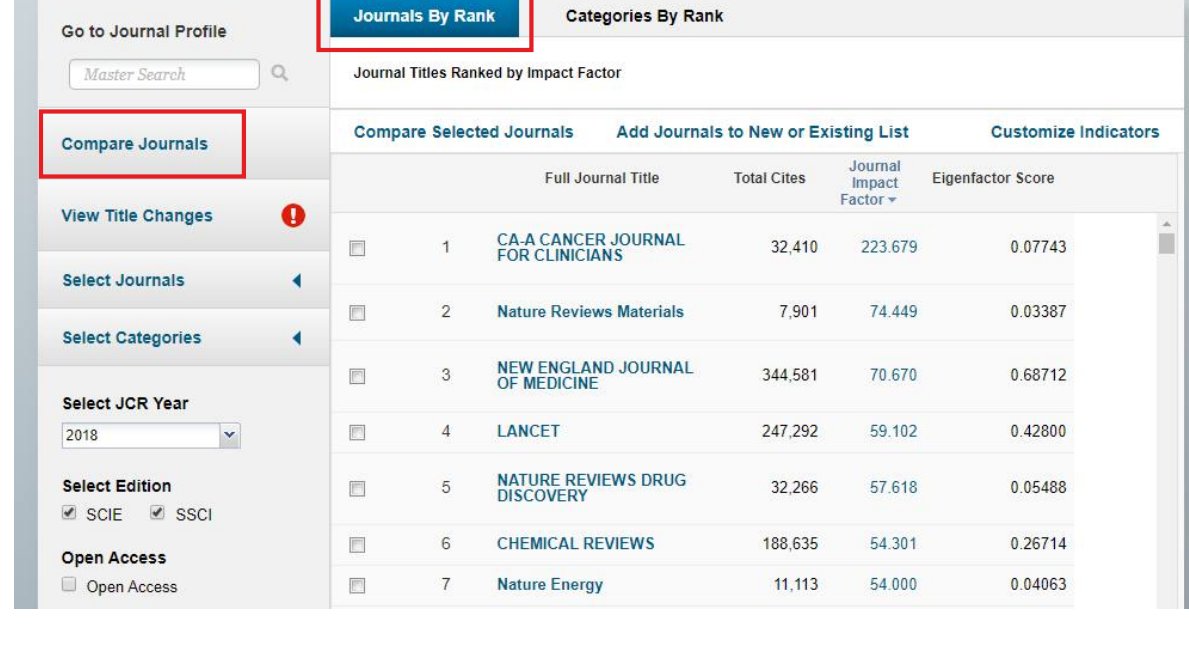 Go to Journal Profile
Master Search
Compare Journals
View Title Changes
Select Journals
Select Categories
Select JCR Year
2018
Select Edition
SCIE SSCI
Open Access
Open Access
Journals By Rank Categories By Rank
Journal Titles Ranked by Impact Factor
Compare Selected Journals Add Journals to New or Existing List Customize Indicators
Full Journal Title Total Cites Journal Impact Factor Eigenfactor Score
1 CA-A CANCER JOURNAL FOR CLINICIANS 32,410 223.679 0.07743
2 Nature Reviews Materials 7,901 74.449 0.03387
3 NEW ENGLAND JOURNAL OF MEDICINE 344,581 70.670 0.68712
4 LANCET 247,292 59.102 0.42800
5 NATURE REVIEWS DRUG DISCOVERY 32,266 57.618 0.05488
6 CHEMICAL REVIEWS 188,635 54.301 0.26714
7 Nature Energy 11,113 54.000 0.04063